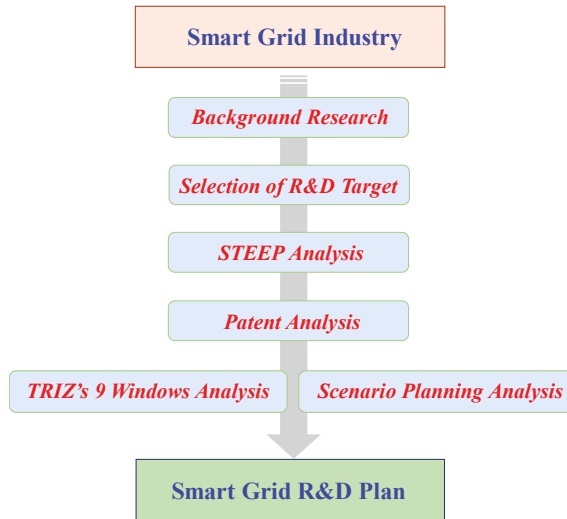 Smart Grid Industry
Background Research
Selection of R&D Target
STEEP Analysis
Patent Analysis
TRIZ’s 9 Windows Analysis
Scenario Planning Analysis
Smart Grid R&D Plan